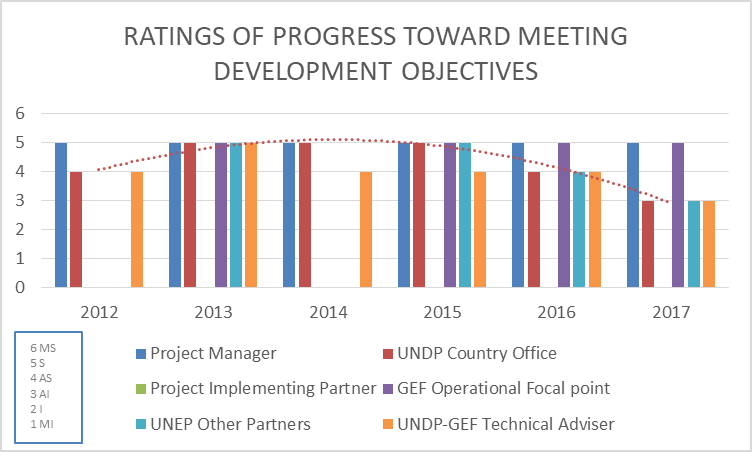 RATINGS OF PROGRESS TOWARD MEETING
DEVELOPMENT OBJECTIVES
6
5
4
3
2
1
0
2012 2013 2014 2015 2016 2017
6 MS
5 S
4 AS
3 AI
2 I
1 MI
Project Manager UNDP Country Office
Project Implementing Partner GEF Operational Focal point
UNEP Other Partners UNDP-GEF Technical Adviser